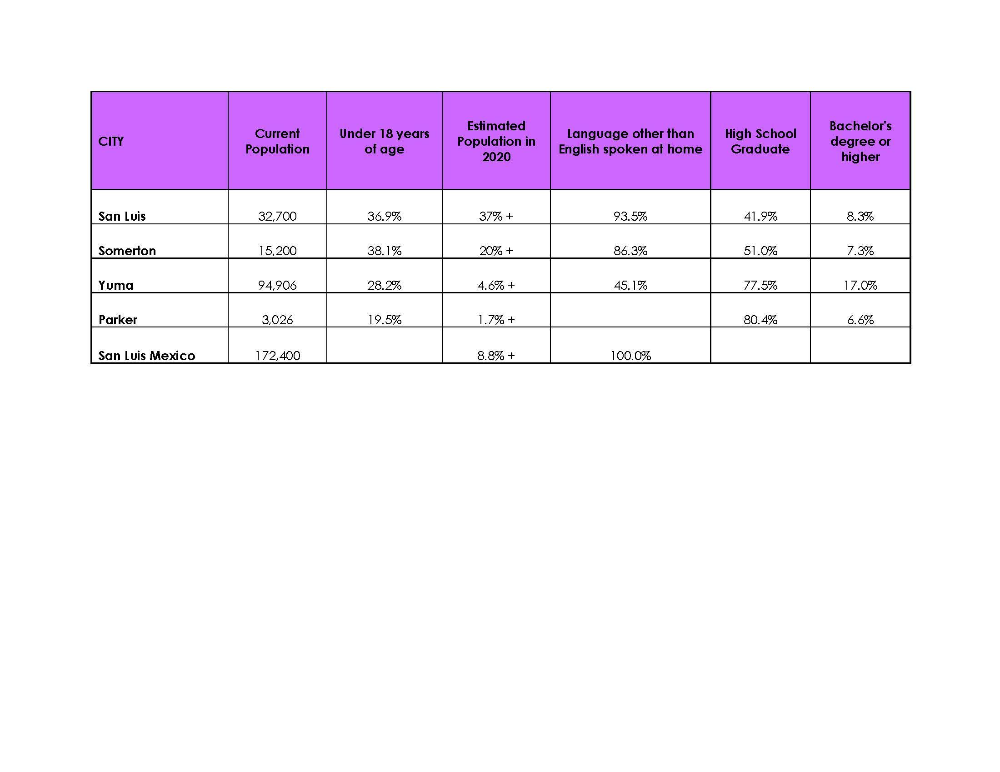 CITY
Current
Population
Under 18 years
of age
Estimated
Population in
2020
Language other than
English spoken at home
High School
Graduate
Bachelor's
degree or
higher
San Luis 32,700 36.9% 37% + 93.5% 41.9% 8.3%
Somerton 15,200 38.1% 20% + 86.3% 51.0% 7.3%
Yuma 94,906 28.2% 4.6% + 45.1% 77.5% 17.0%
Parker 3,026 19.5% 1.7% + 80.4% 6.6%
San Luis Mexico 172,400 8.8% + 100.0%